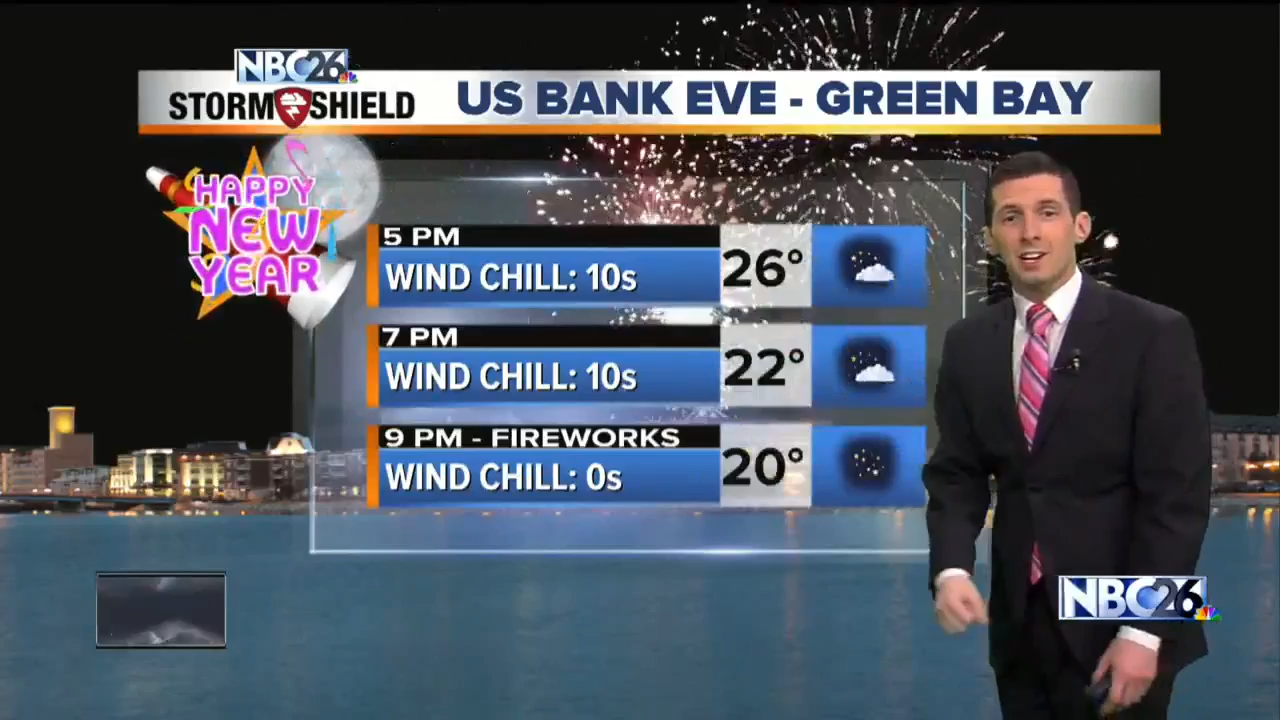 NBC26
STORM SHIELD
US BANK EVE - GREEN BAY
HAPPY
NEW
YEAR
5 PM
WIND CHILL: 10s
26°
7 PM
WIND CHILL: 10s
22°
9 PM - FIREWORKS
WIND CHILL: 0s
20°
NBC26